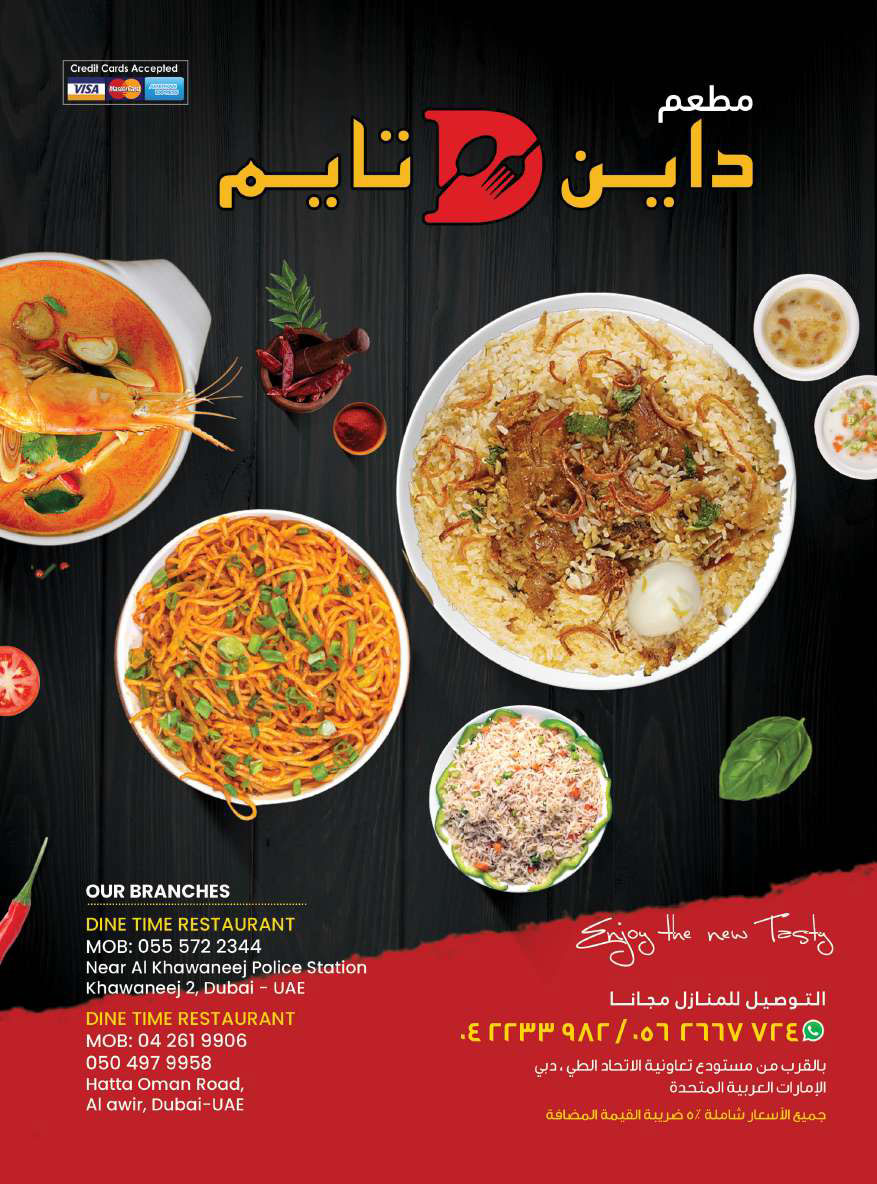 Credit Cards Accepted
VISA MasterCard AMERICAN EXPRESS
مطعم
داين D تايم
OUR BRANCHES
DINE TIME RESTAURANT
MOB: 055 572 2344
Near Al Khawaneej Police Station
Khawaneej 2, Dubai - UAE
DINE TIME RESTAURANT
MOB: 04 261 9906
050 497 9958
Hatta Oman Road,
Al awir, Dubai-UAE
Enjoy the new Tasty
التوصيل للمنازل مجانا
٠٤ ٢٢٣٣ ٩٨٢ / ٠٥٦ ٢٦٦٧ ٧٢٤
بالقرب من مستودع تعاونية الاتحاد الطي ، دبي
الإمارات العربية المتحدة
جميع الأسعار شاملة ٥٪ ضريبة القيمة المضافة